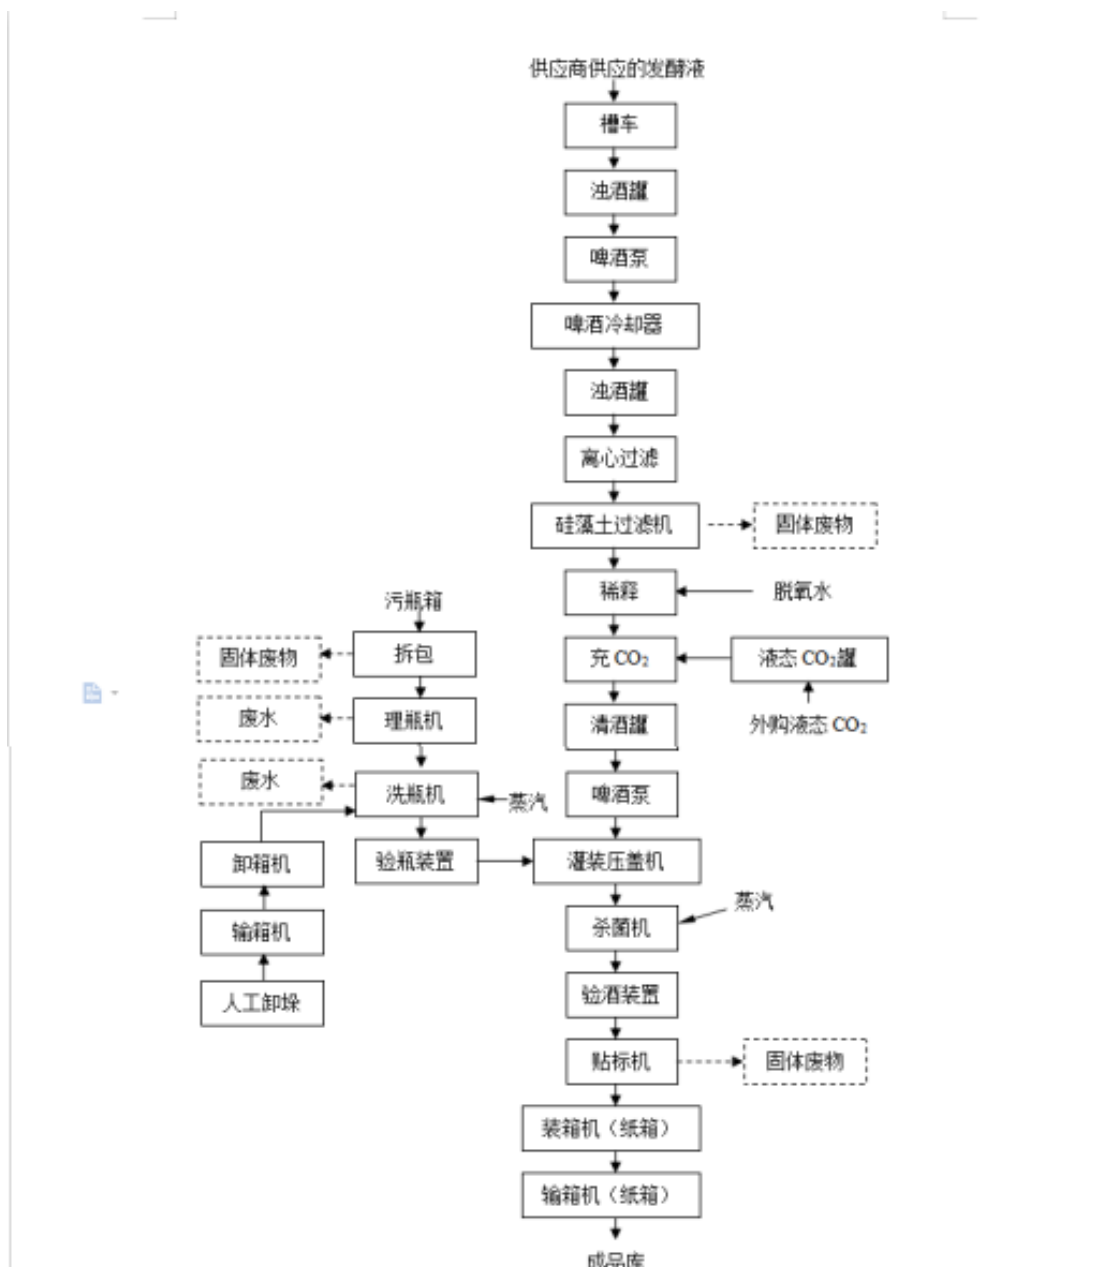 供应商供应的发酵液
槽车
浊酒罐
啤酒泵
啤酒冷却器
浊酒罐
离心过滤
硅藻土过滤机
固体废物
稀释
脱氧水
污瓶箱
固体废物
拆包
充 CO₂
液态 CO₂罐
废水
理瓶机
清酒罐
外购液态 CO₂
废水
洗瓶机
蒸汽
啤酒泵
卸箱机
验瓶装置
灌装压盖机
输箱机
杀菌机
蒸汽
人工卸垛
验酒装置
贴标机
固体废物
装箱机（纸箱）
输箱机（纸箱）
成品库